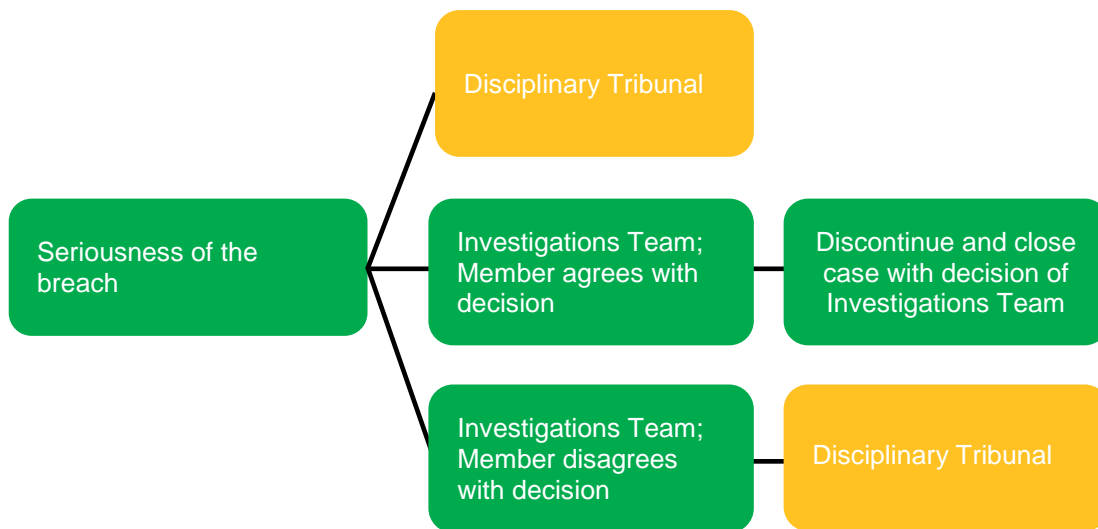 Disciplinary Tribunal
Seriousness of the
breach
Investigations Team;
Member agrees with
decision
Discontinue and close
case with decision of
Investigations Team
Investigations Team;
Member disagrees
with decision
Disciplinary Tribunal